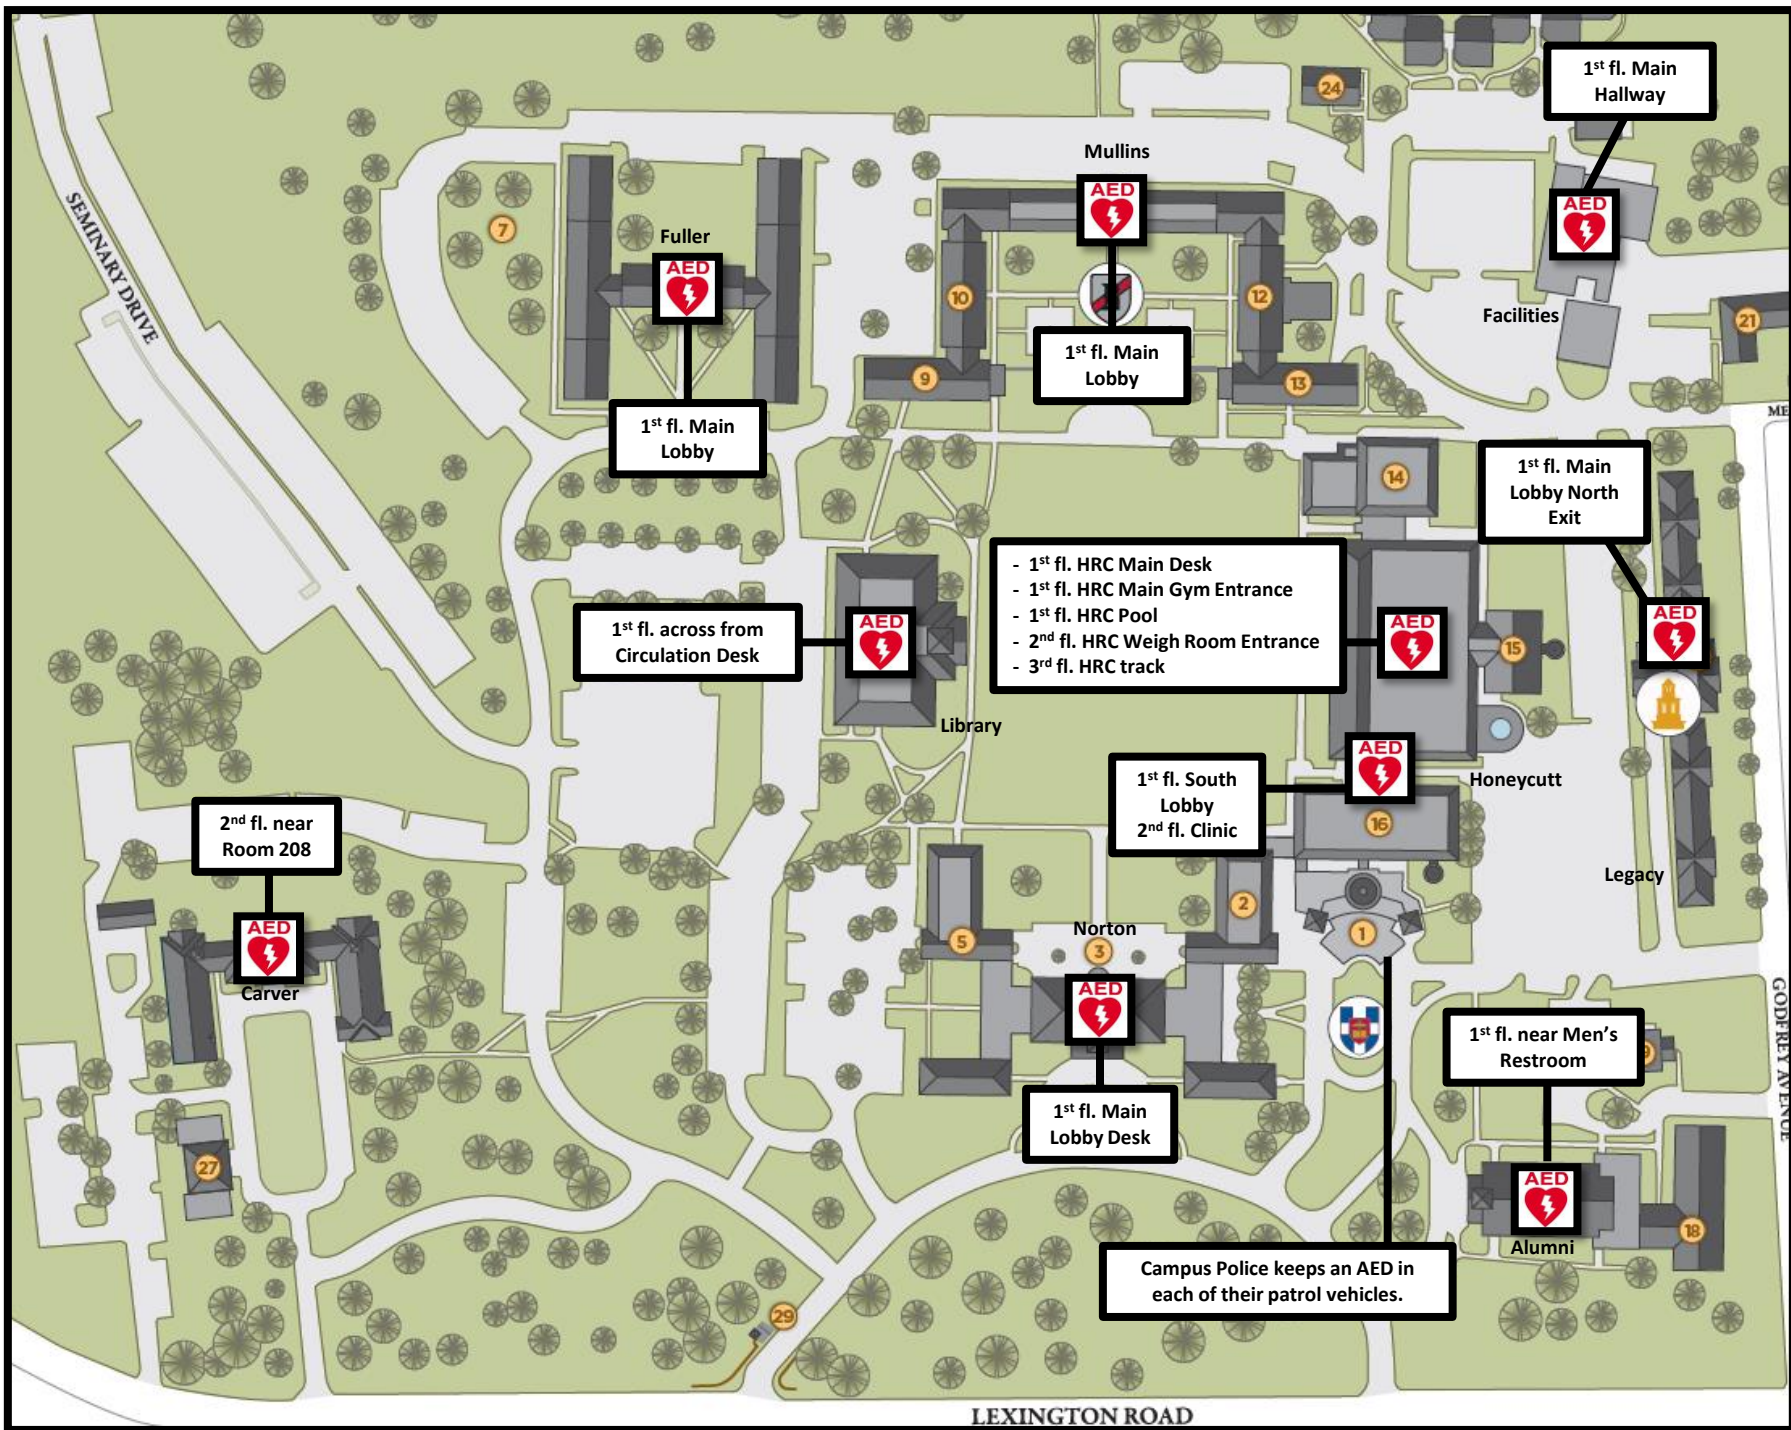 1st fl. Main
Hallway
24
Mullins
AED
AED
7
Fuller
AED
SEMINARY DRIVE
10
12
Facilities
21
1st fl. Main
Lobby
9
13
ME
1st fl. Main
Lobby
14
1st fl. Main
Lobby North
Exit
- 1st fl. HRC Main Desk
- 1st fl. HRC Main Gym Entrance
- 1st fl. HRC Pool
- 2nd fl. HRC Weigh Room Entrance
- 3rd fl. HRC track
AED
15
AED
1st fl. across from
Circulation Desk
AED
Library
AED
Honeycutt
1st fl. South
Lobby
2nd fl. Clinic
16
2nd fl. near
Room 208
Legacy
AED
Carver
2
5
Norton
3
1
AED
GODFREY AVENUE
1st fl. near Men’s
Restroom
9
1st fl. Main
Lobby Desk
27
AED
Alumni
18
Campus Police keeps an AED in
each of their patrol vehicles.
29
LEXINGTON ROAD